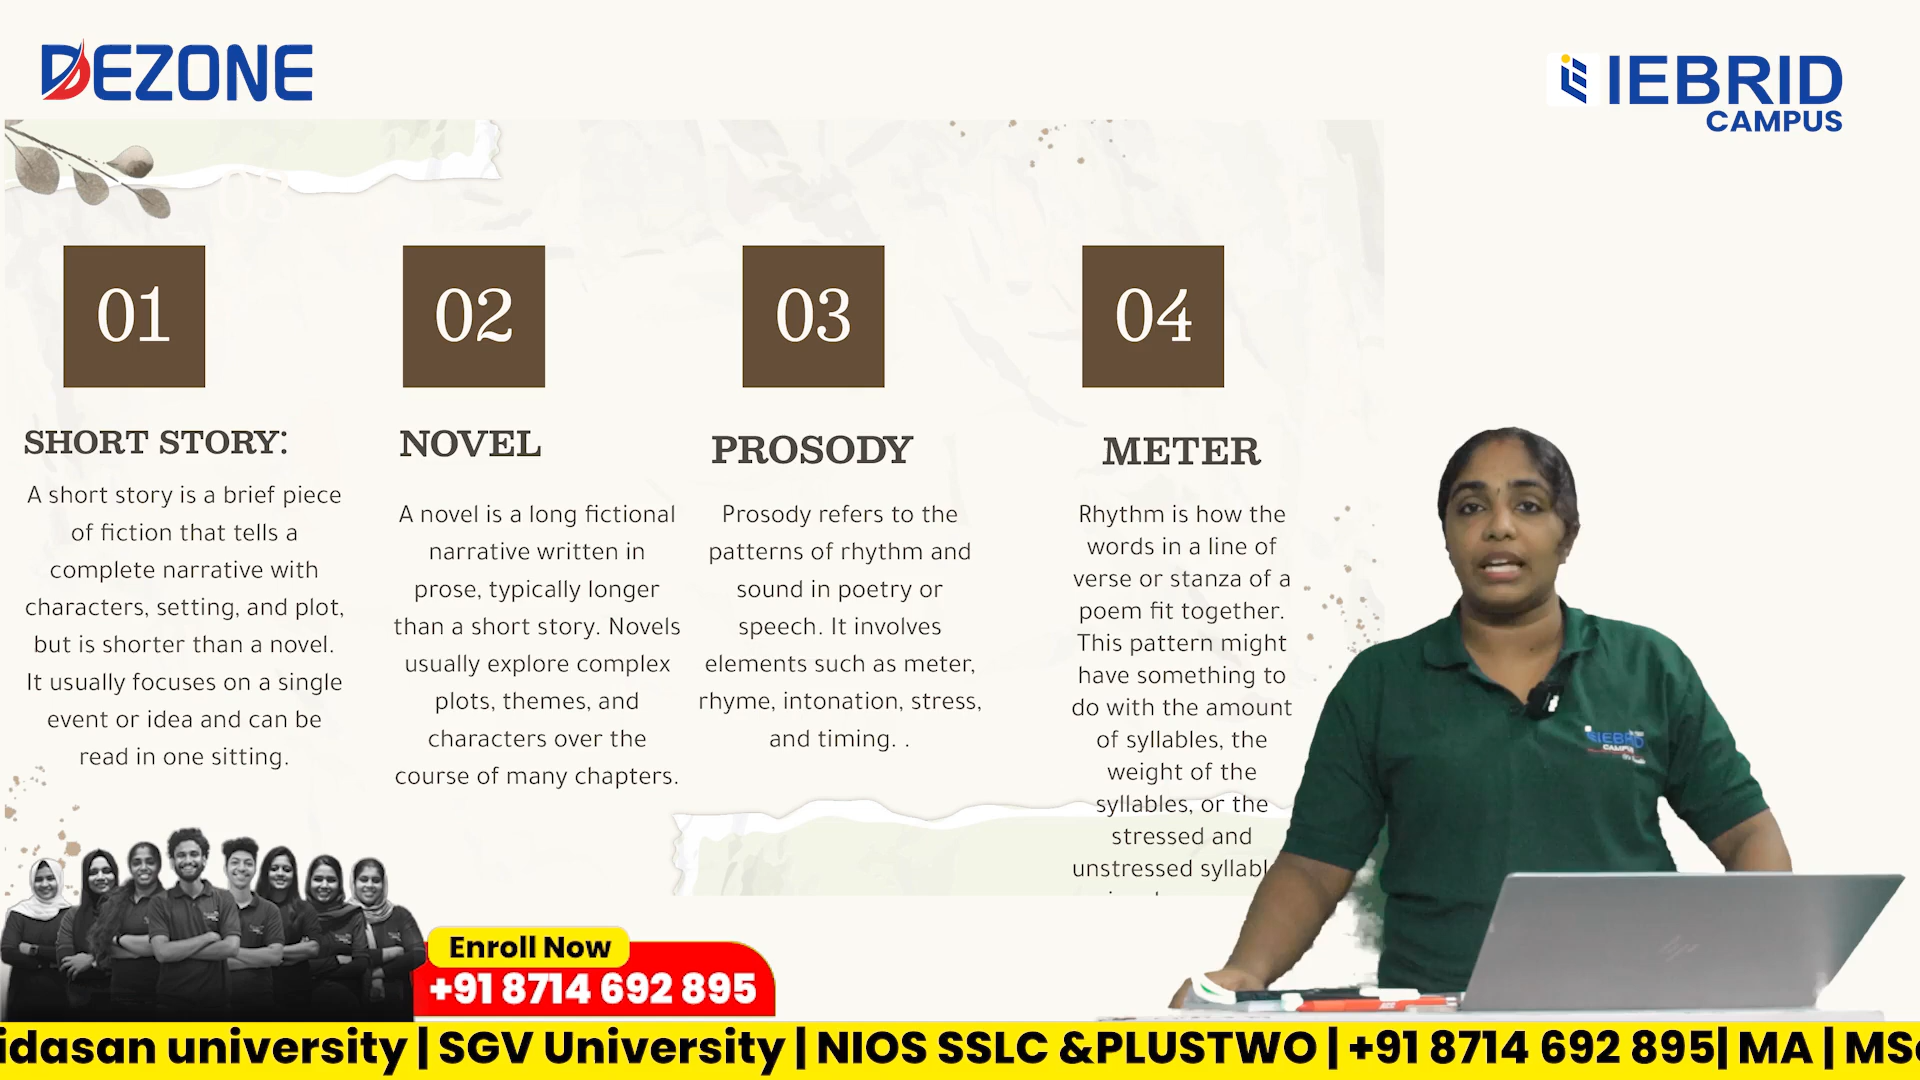 DEZONE
IEBRID
CAMPUS
01
02
03
04
SHORT STORY:
A short story is a brief piece
of fiction that tells a
complete narrative with
characters, setting, and plot,
but is shorter than a novel.
It usually focuses on a single
event or idea and can be
read in one sitting.
NOVEL
A novel is a long fictional
narrative written in
prose, typically longer
than a short story. Novels
usually explore complex
plots, themes, and
characters over the
course of many chapters.
PROSODY
Prosody refers to the
patterns of rhythm and
sound in poetry or
speech. It involves
elements such as meter,
rhyme, intonation, stress,
and timing. .
METER
Rhythm is how the
words in a line of
verse or stanza of a
poem fit together.
This pattern might
have something to
do with the amount
of syllables, the
weight of the
syllables, or the
stressed and
unstressed syllabl
IEBRID
CAMPUS
Enroll Now
+91 8714 692 895
idasan university | SGV University | NIOS SSLC &PLUSTWO | +91 8714 692 895| MA | MSc